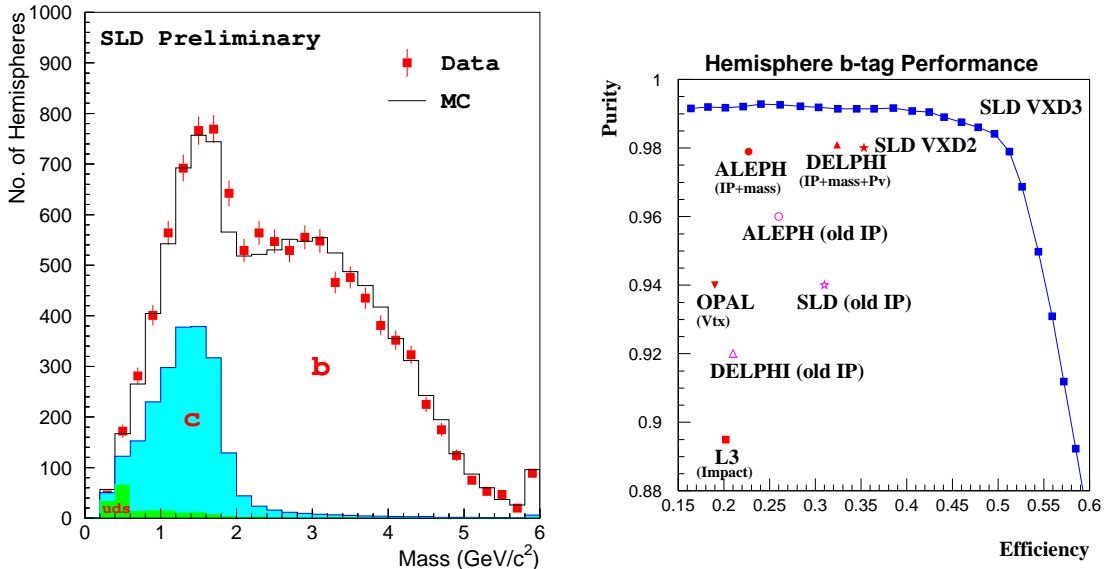 SLD Preliminary
Data
MC
No. of Hemispheres
1000
900
800
700
600
500
400
300
200
100
0
b
c
uds
0 1 2 3 4 5 6
Mass (GeV/c²)
Hemisphere b-tag Performance
Purity
1
0.98
0.96
0.94
0.92
0.9
0.88
SLD VXD3
SLD VXD2
ALEPH
(IP+mass)
DELPHI
(IP+mass+Pv)
ALEPH (old IP)
OPAL
(Vtx)
SLD (old IP)
DELPHI (old IP)
L3
(Impact)
0.15 0.2 0.25 0.3 0.35 0.4 0.45 0.5 0.55 0.6
Efficiency